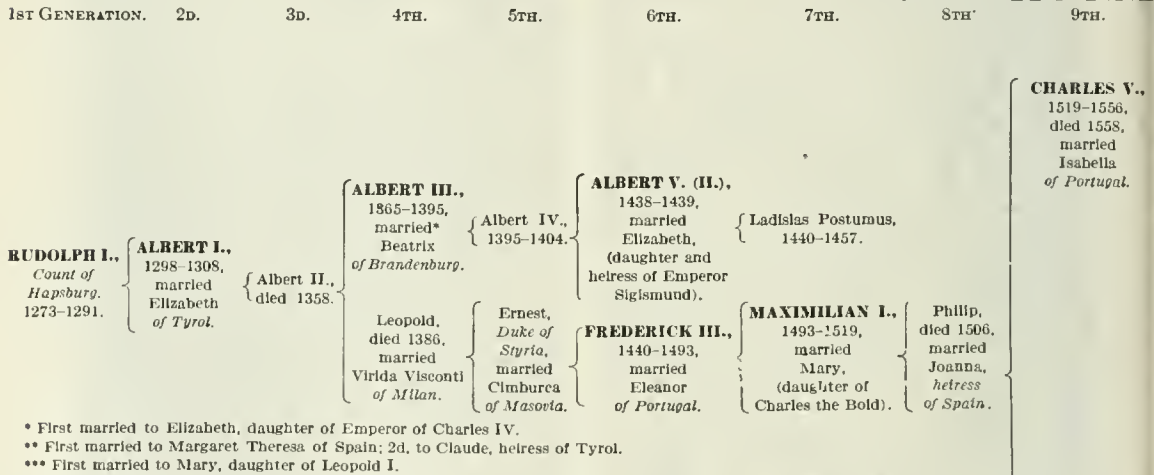 1ST GENERATION. 2D. 3D. 4TH. 5TH. 6TH. 7TH. 8TH. 9TH.
RUDOLPH I.,
Count of
Hapsburg.
1273–1291.
ALBERT I.,
1298–1308,
married
Elizabeth
of Tyrol.
Albert II.,
died 1358.
ALBERT III.,
1365–1395,
married*
Beatrix
of Brandenburg.
Leopold,
died 1386,
married
Virida Visconti
of Milan.
Albert IV.,
1395–1404.
Ernest,
Duke of
Styria,
married
Cimburca
of Masovia.
ALBERT V. (II.),
1438–1439,
married
Elizabeth,
(daughter and
heiress of Emperor
Sigismund).
FREDERICK III.,
1440–1493,
married
Eleanor
of Portugal.
Ladislas Postumus,
1440–1457.
MAXIMILIAN I.,
1493–1519,
married
Mary,
(daughter of
Charles the Bold).
Philip,
died 1506,
married
Joanna,
heiress
of Spain.
CHARLES V.,
1519–1556,
died 1558,
married
Isabella
of Portugal.
* First married to Elizabeth, daughter of Emperor of Charles IV.
** First married to Margaret Theresa of Spain; 2d, to Claude, heiress of Tyrol.
*** First married to Mary, daughter of Leopold I.